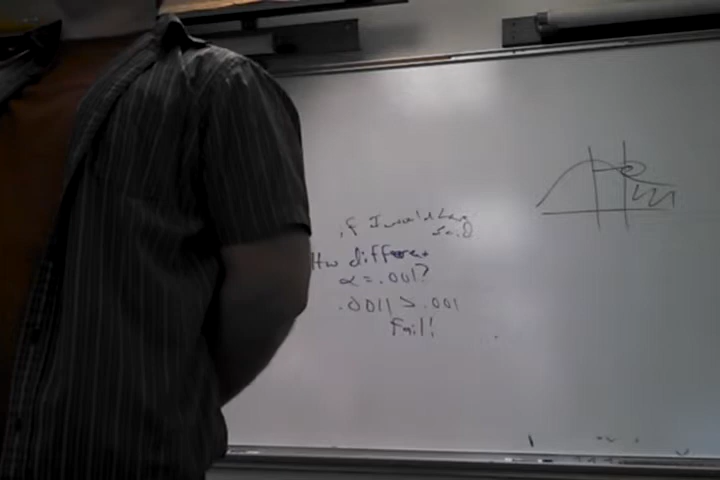 if I would have
said
How different
α = .001?
.0011 > .001
Fail!